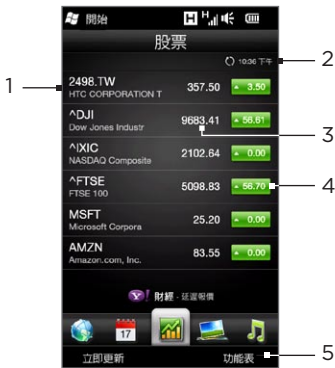 開始
股票
10:36 下午
2498.TW
HTC CORPORATION T
357.50
3.50
^DJI
Dow Jones Industr
9683.41
56.61
^IXIC
NASDAQ Composite
2102.64
0.00
^FTSE
FTSE 100
5098.83
56.70
MSFT
Microsoft Corpora
25.20
0.00
AMZN
Amazon.com, Inc.
83.55
0.00
Y! 財經 - 延遲報價
17
立即更新
功能表
1
2
3
4
5